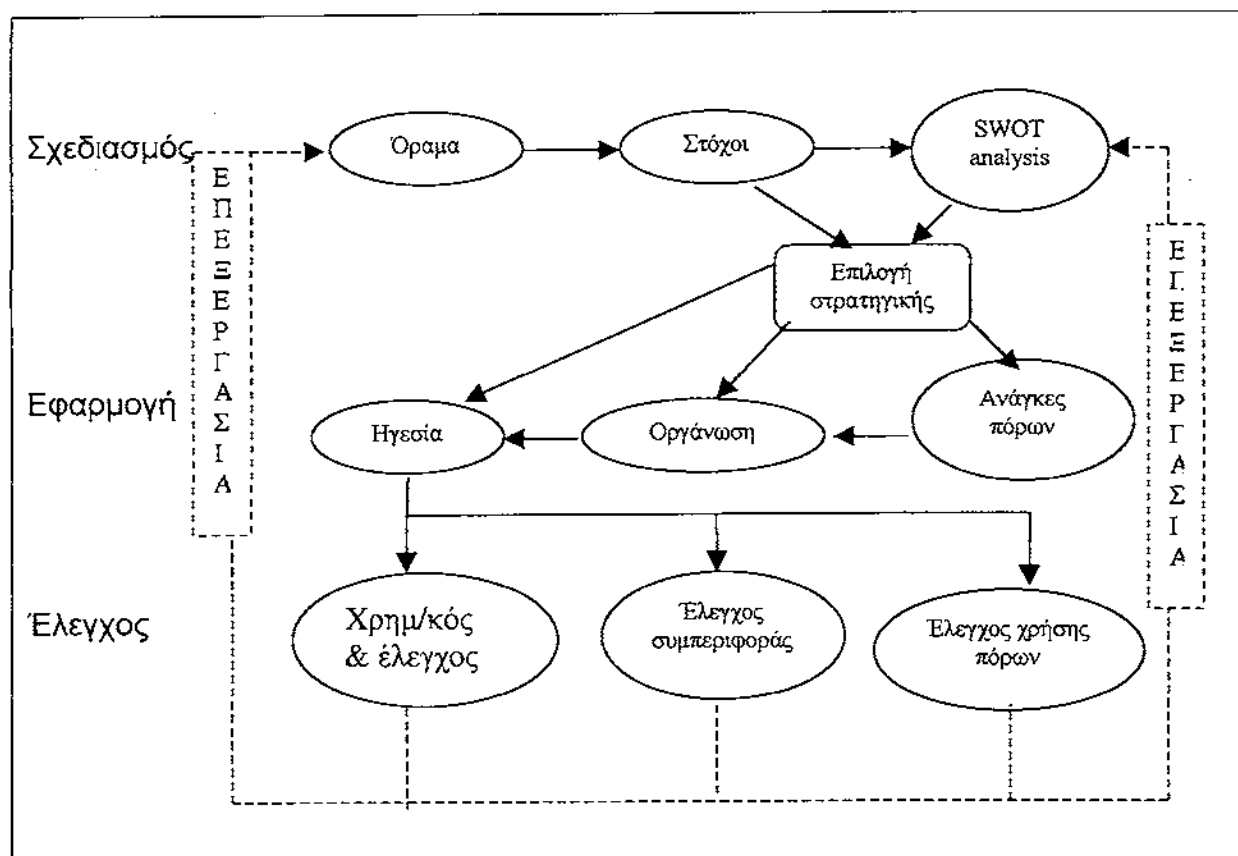 Σχεδιασμός
Όραμα
Στόχοι
SWOT
analysis
Ε
Π
Ε
Ξ
Ε
Ρ
Γ
Α
Σ
Ι
Α
Επιλογή
στρατηγικής
Ε
Γ
Ε
Ξ
Ε
Ρ
Γ
Α
Σ
Ι
Α
Εφαρμογή
Ηγεσία
Οργάνωση
Ανάγκες
πόρων
Έλεγχος
Χρημ/κός
& έλεγχος
Έλεγχος
συμπεριφοράς
Έλεγχος χρήσης
πόρων